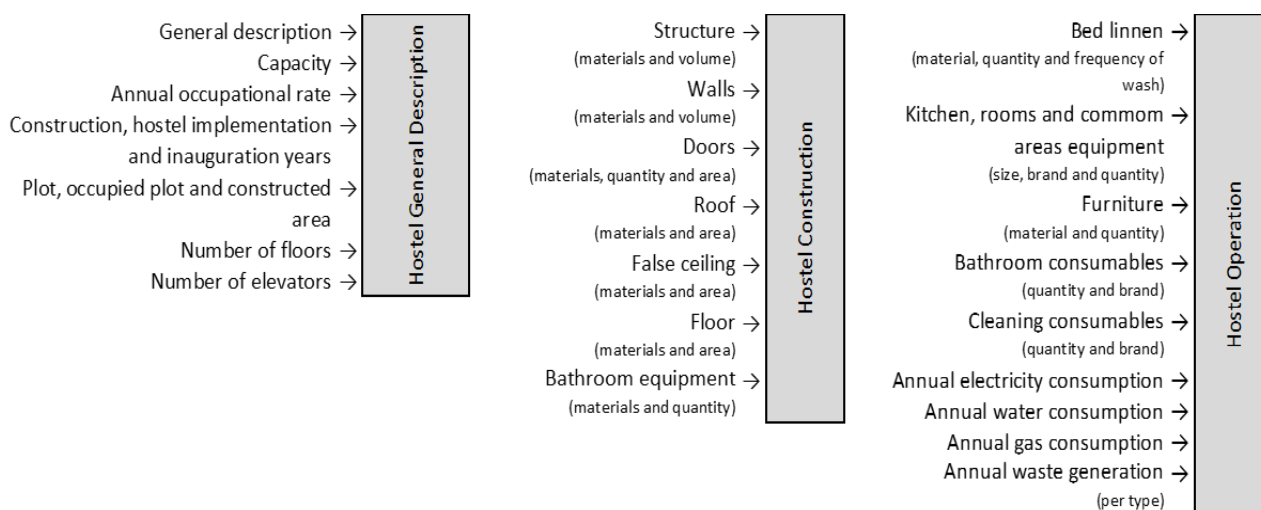 General description →
Capacity →
Annual occupational rate →
Construction, hostel implementation →
and inauguration years
Plot, occupied plot and constructed →
area
Number of floors →
Number of elevators →
Hostel General Description
Structure →
(materials and volume)
Walls →
(materials and volume)
Doors →
(materials, quantity and area)
Roof →
(materials and area)
False ceiling →
(materials and area)
Floor →
(materials and area)
Bathroom equipment →
(materials and quantity)
Hostel Construction
Bed linnen →
(material, quantity and frequency of
wash)
Kitchen, rooms and commom →
areas equipment
(size, brand and quantity)
Furniture →
(material and quantity)
Bathroom consumables →
(quantity and brand)
Cleaning consumables →
(quantity and brand)
Annual electricity consumption →
Annual water consumption →
Annual gas consumption →
Annual waste generation →
(per type)
Hostel Operation